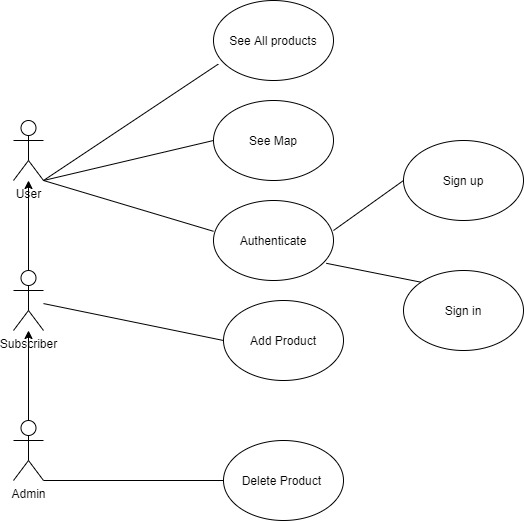 See All products
See Map
User
Sign up
Authenticate
Sign in
Subscriber
Add Product
Delete Product
Admin